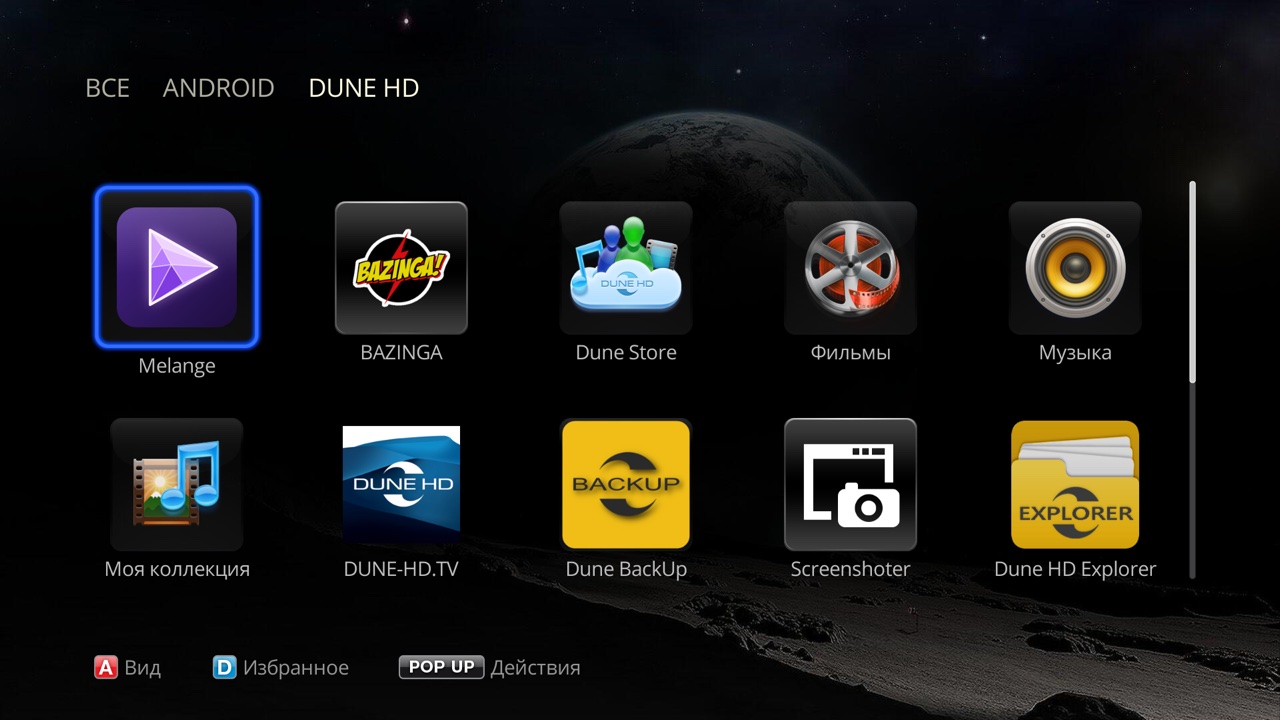 ВСЕ ANDROID DUNE HD
BAZINGA!
DUNE HD
Melange BAZINGA Dune Store Фильмы Музыка
DUNE HD BACKUP EXPLORER
Моя коллекция DUNE-HD.TV Dune BackUp Screenshoter Dune HD Explorer
A Вид D Избранное POP UP Действия